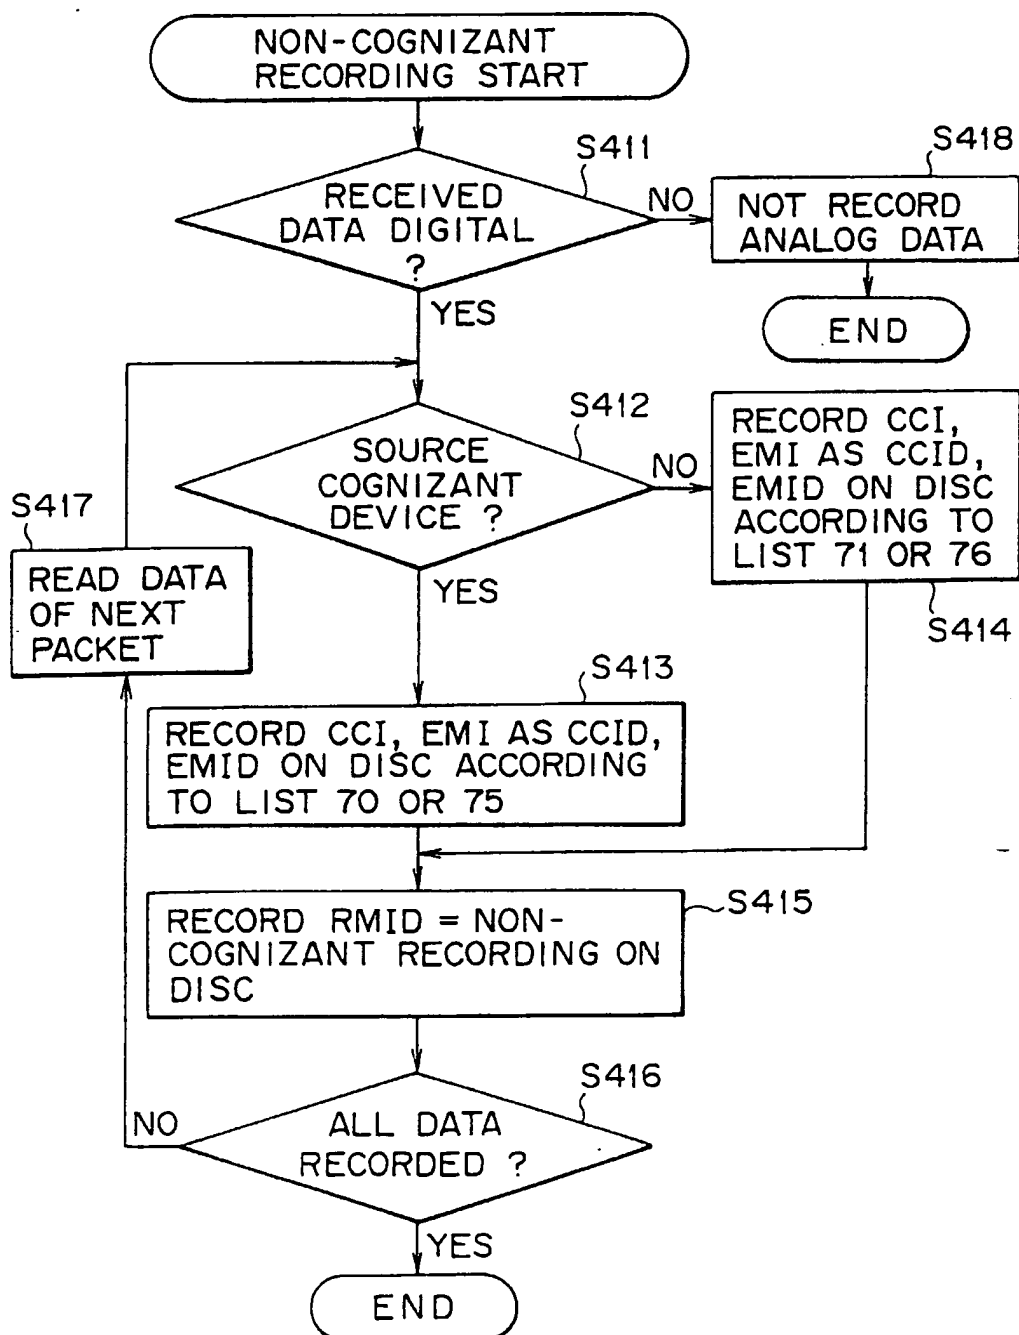 NON-COGNIZANT
RECORDING START
S411
RECEIVED
DATA DIGITAL
?
NO
YES
S418
NOT RECORD
ANALOG DATA
END
S412
SOURCE
COGNIZANT
DEVICE ?
NO
YES
RECORD CCI,
EMI AS CCID,
EMID ON DISC
ACCORDING TO
LIST 71 OR 76
S414
S417
READ DATA
OF NEXT
PACKET
S413
RECORD CCI, EMI AS CCID,
EMID ON DISC ACCORDING
TO LIST 70 OR 75
S415
RECORD RMID = NON-
COGNIZANT RECORDING ON
DISC
S416
ALL DATA
RECORDED ?
NO
YES
END